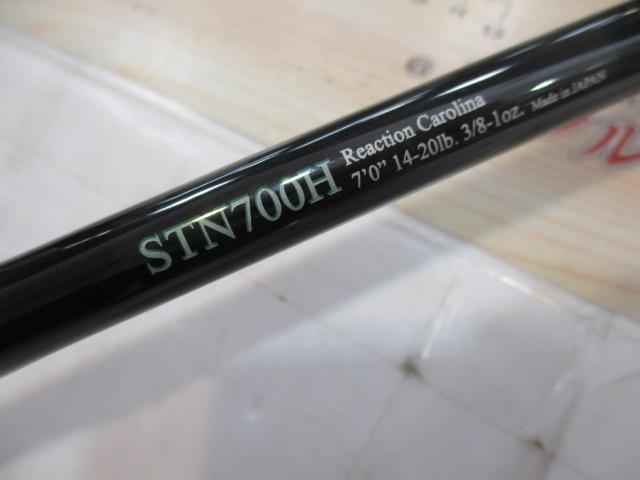 STN700H
Reaction Carolina
7'0" 14-20lb. 3/8-1oz. Made in JAPAN